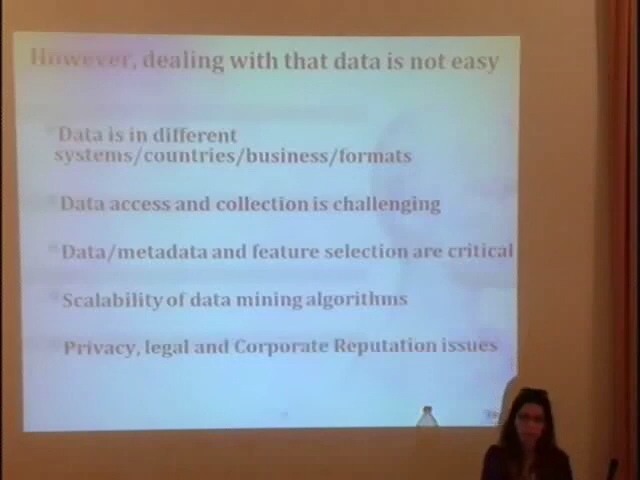 However, dealing with that data is not easy
Data is in different
systems/countries/business/formats
Data access and collection is challenging
Data/metadata and feature selection are critical
Scalability of data mining algorithms
Privacy, legal and Corporate Reputation issues